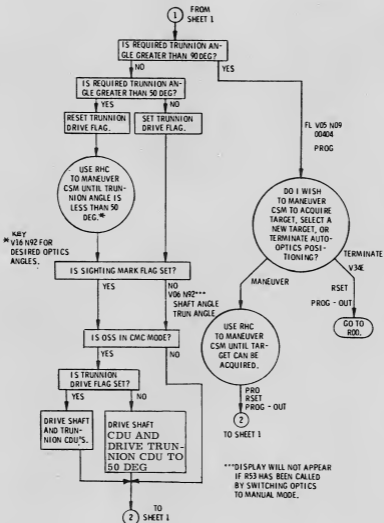 FROM
SHEET 1
1
IS REQUIRED TRUNNION AN-
GLE GREATER THAN 90 DEG?
NO
YES
IS REQUIRED TRUNNION AN-
GLE GREATER THAN 50 DEG?
YES
NO
RESET TRUNNION
DRIVE FLAG.
SET TRUNNION
DRIVE FLAG.
FL V05 N09
00404
PROG
USE RHC
TO MANEUVER
CSM UNTIL TRUN-
NION ANGLE IS
LESS THAN 50
DEG.*
DO I WISH
TO MANEUVER
CSM TO ACQUIRE
TARGET, SELECT A
NEW TARGET, OR
TERMINATE AUTO-
OPTICS POSI-
TIONING?
* KEY
V16 N92 FOR
DESIRED OPTICS
ANGLES.
TERMINATE
V34E
RSET
PROG - OUT
GO TO
R00.
MANEUVER
IS SIGHTING MARK FLAG SET?
YES
NO
V06 N92***
SHAFT ANGLE
TRUN ANGLE
USE RHC
TO MANEUVER
CSM UNTIL TAR-
GET CAN BE
ACQUIRED.
IS OSS IN CMC MODE?
YES
NO
PRO
RSET
PROG - OUT
IS TRUNNION
DRIVE FLAG SET?
YES
NO
2
TO SHEET 1
DRIVE SHAFT
AND TRUN-
NION CDU'S.
DRIVE SHAFT
CDU AND DRIVE TRUN-
NION CDU TO
50 DEG
***DISPLAY WILL NOT APPEAR
IF R53 HAS BEEN CALLED
BY SWITCHING OPTICS
TO MANUAL MODE.
TO
2 SHEET 1